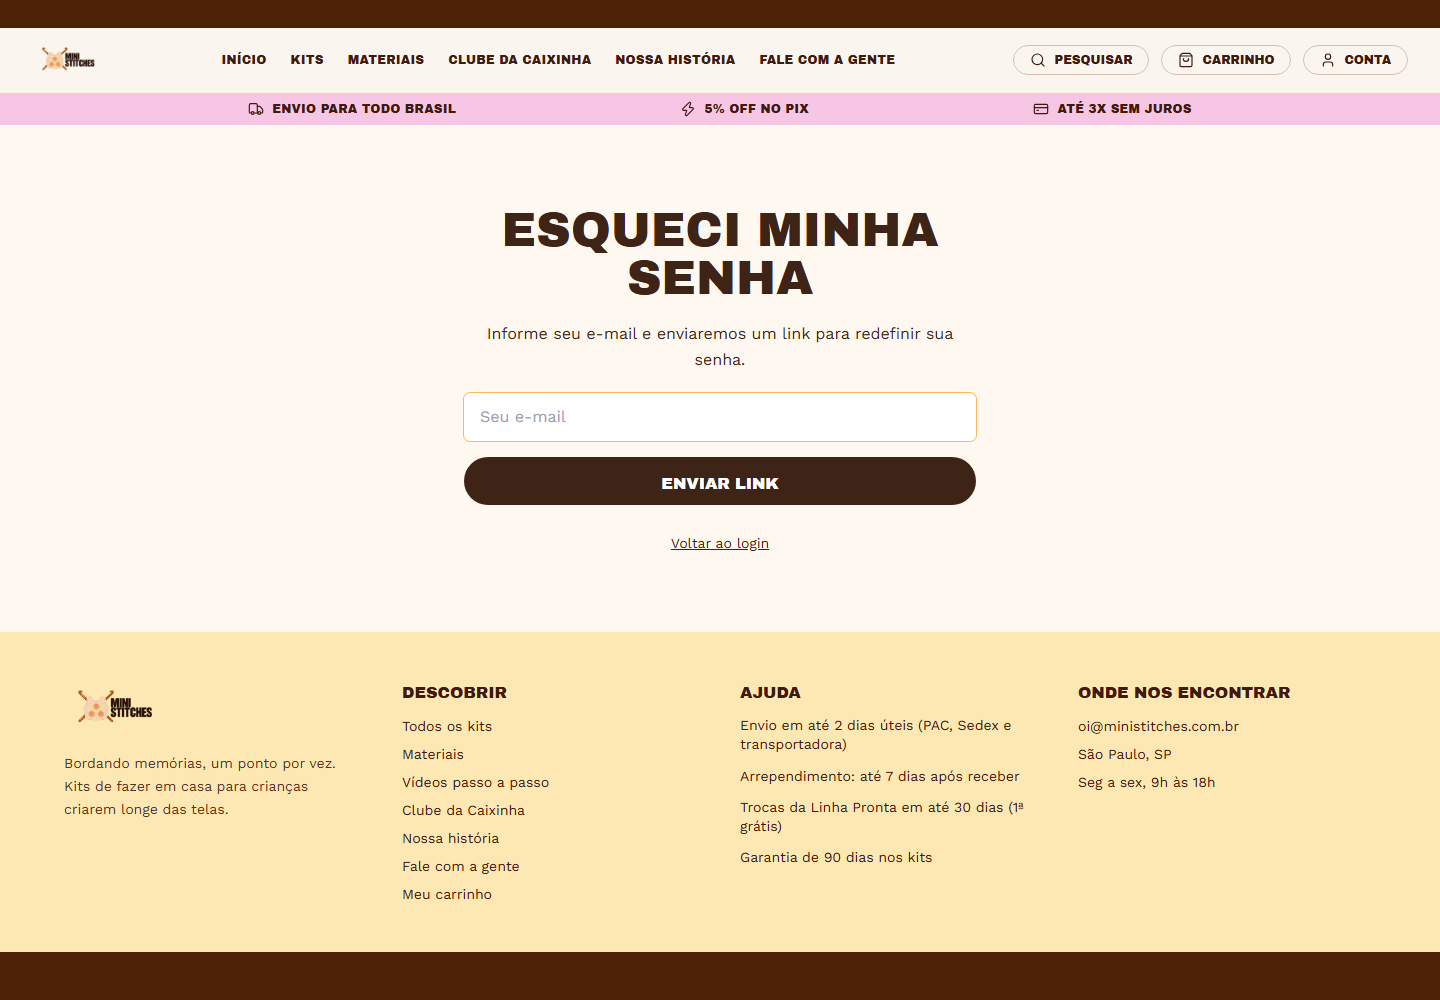 MINI
STITCHES
INÍCIO KITS MATERIAIS CLUBE DA CAIXINHA NOSSA HISTÓRIA FALE COM A GENTE PESQUISAR CARRINHO CONTA
ENVIO PARA TODO BRASIL 5% OFF NO PIX ATÉ 3X SEM JUROS
ESQUECI MINHA
SENHA
Informe seu e-mail e enviaremos um link para redefinir sua
senha.
Seu e-mail
ENVIAR LINK
Voltar ao login
MINI
STITCHES
Bordando memórias, um ponto por vez.
Kits de fazer em casa para crianças
criarem longe das telas.
DESCOBRIR
Todos os kits
Materiais
Vídeos passo a passo
Clube da Caixinha
Nossa história
Fale com a gente
Meu carrinho
AJUDA
Envio em até 2 dias úteis (PAC, Sedex e
transportadora)
Arrependimento: até 7 dias após receber
Trocas da Linha Pronta em até 30 dias (1ª
grátis)
Garantia de 90 dias nos kits
ONDE NOS ENCONTRAR
oi@ministitches.com.br
São Paulo, SP
Seg a sex, 9h às 18h